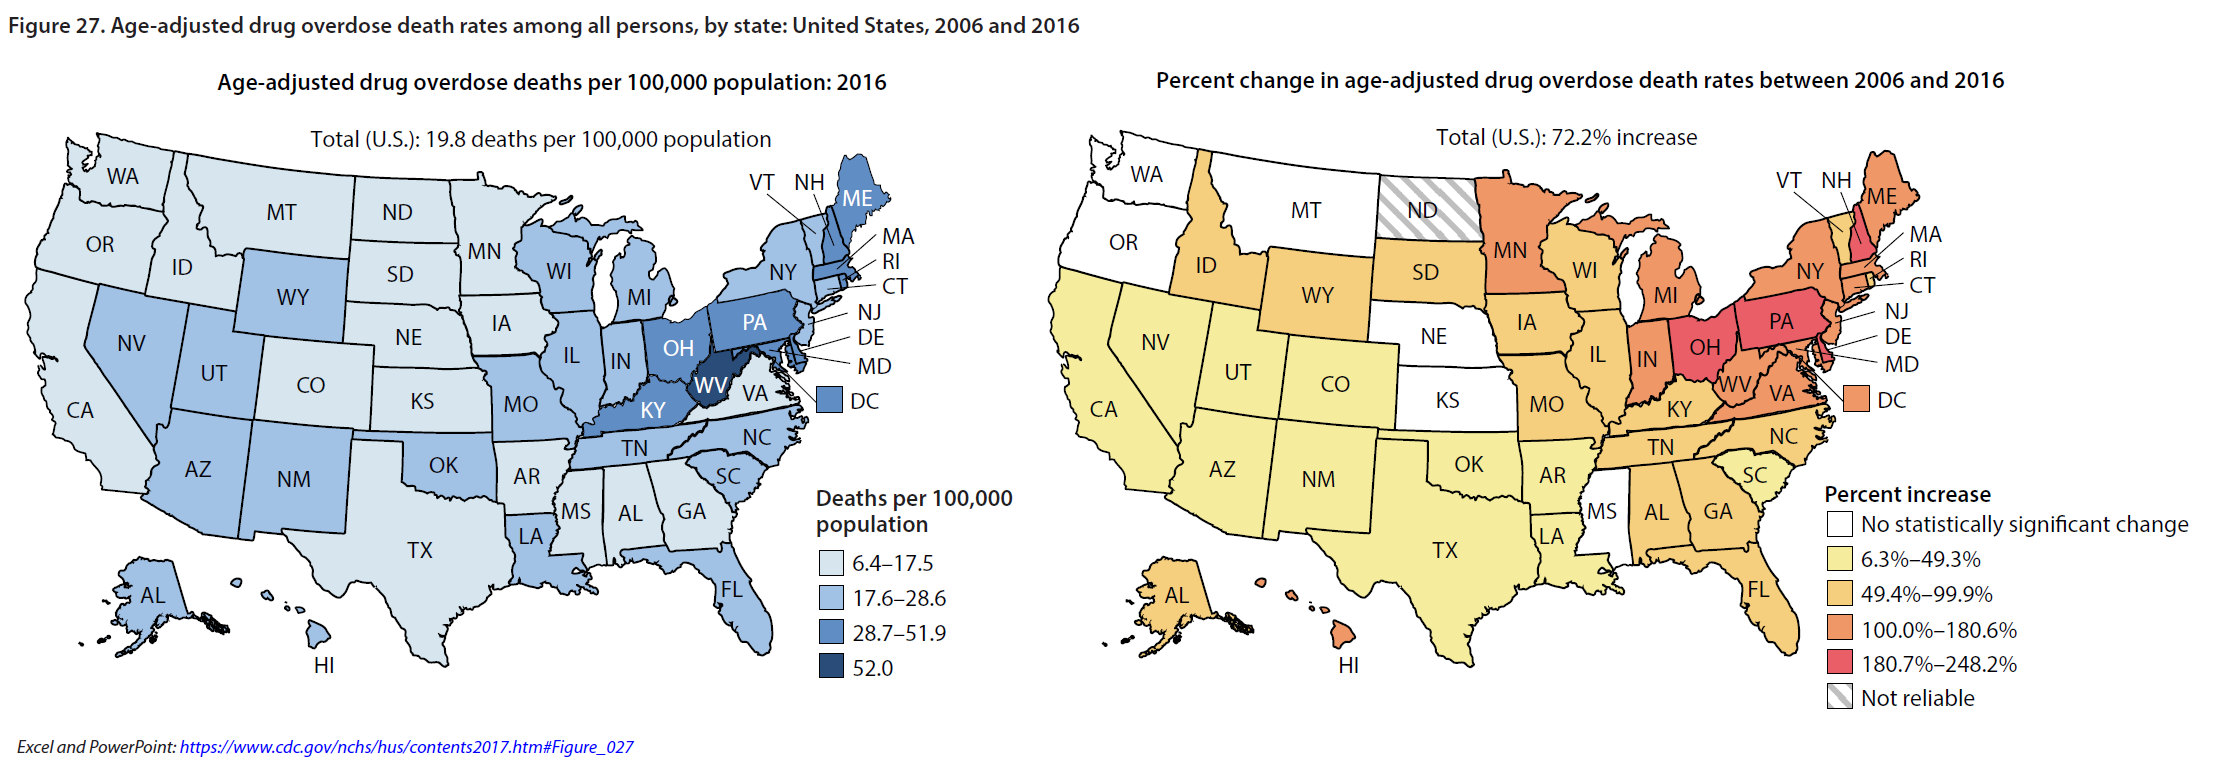 Figure 27. Age-adjusted drug overdose death rates among all persons, by state: United States, 2006 and 2016
Age-adjusted drug overdose deaths per 100,000 population: 2016
Total (U.S.): 19.8 deaths per 100,000 population
WA
MT
ND
MN
OR
ID
SD
WI
WY
MI
NY
VT
NH
ME
MA
RI
CT
NJ
DE
MD
DC
NV
UT
NE
IA
IL
IN
OH
PA
WV
VA
CA
CO
KS
MO
KY
AZ
NM
OK
AR
TN
NC
SC
MS
AL
GA
TX
LA
FL
AL
HI
Deaths per 100,000
population
6.4–17.5
17.6–28.6
28.7–51.9
52.0
Percent change in age-adjusted drug overdose death rates between 2006 and 2016
Total (U.S.): 72.2% increase
WA
MT
ND
MN
OR
ID
SD
WI
WY
MI
NY
VT
NH
ME
MA
RI
CT
NJ
DE
MD
DC
NV
UT
NE
IA
IL
IN
OH
PA
WV
VA
CA
CO
KS
MO
KY
AZ
NM
OK
AR
TN
NC
SC
MS
AL
GA
TX
LA
FL
AL
HI
Percent increase
No statistically significant change
6.3%–49.3%
49.4%–99.9%
100.0%–180.6%
180.7%–248.2%
Not reliable
Excel and PowerPoint: https://www.cdc.gov/nchs/hus/contents2017.htm#Figure_027